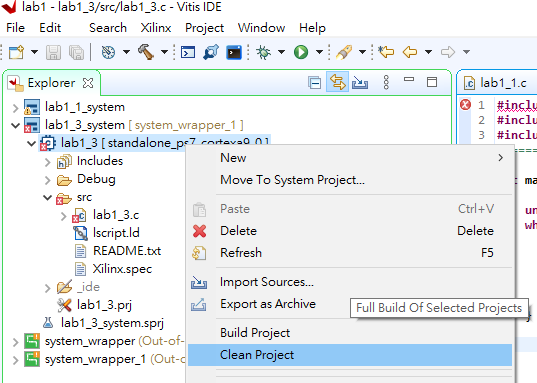 lab1 - lab1_3/src/lab1_3.c - Vitis IDE
File Edit Search Xilinx Project Window Help
Explorer
lab1_1_system
lab1_3_system [ system_wrapper_1 ]
lab1_3 [ standalone_ps7_cortexa9_0 ]
Includes
Debug
src
lab1_3.c
lscript.ld
README.txt
Xilinx.spec
_ide
lab1_3.prj
lab1_3_system.sprj
system_wrapper (Out-of-
system_wrapper_1 (Out-o
New
Move To System Project...
Paste Ctrl+V
Delete Delete
Refresh F5
Import Sources...
Export as Archive
Build Project
Clean Project
Full Build Of Selected Projects
lab1_1.c
1 #inclu
2 #inclu
3 #inclu
====
ma
un
wh
}